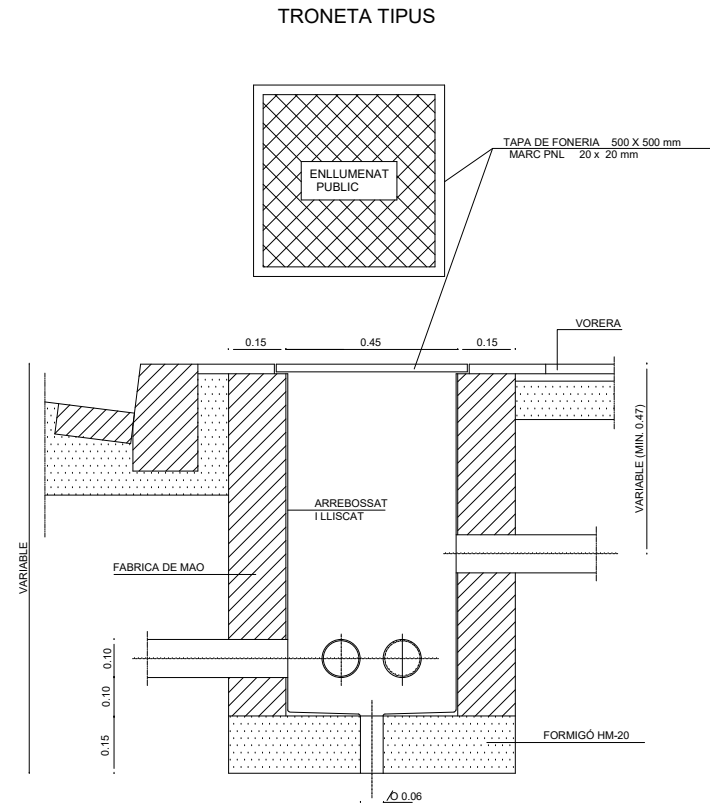 TRONETA TIPUS
TAPA DE FONERIA 500 X 500 mm
MARC PNL 20 x 20 mm
ENLLUMENAT
PUBLIC
VORERA
0.15
0.45
0.15
VARIABLE (MIN. 0.47)
ARREBOSSAT
I LLISCAT
FABRICA DE MAO
VARIABLE
0.10
0.10
0.15
FORMIGÓ HM-20
Ø 0.06